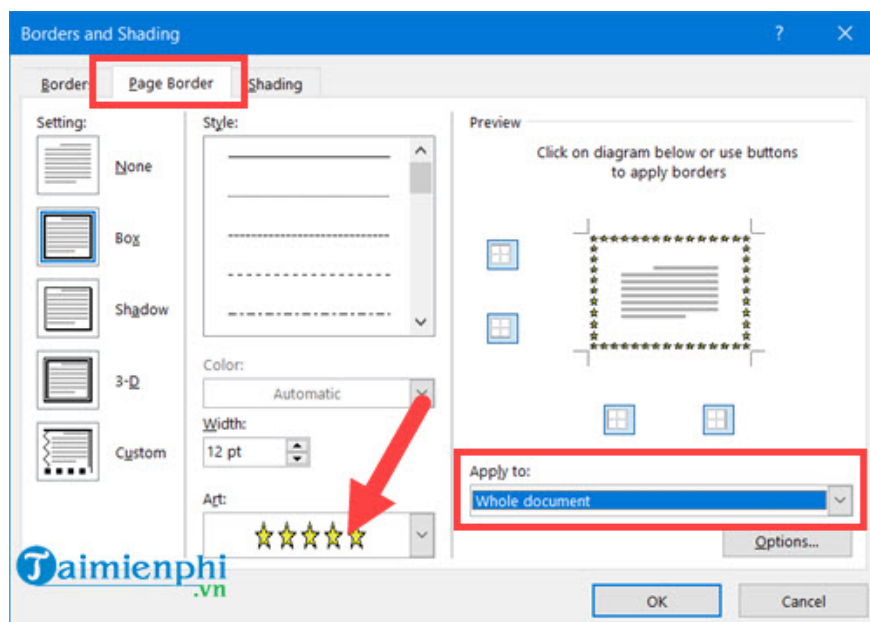 Borders and Shading
? ×
Borders Page Border Shading
Setting:
None
Box
Shadow
3-D
Custom
Style:
Color:
Automatic
Width:
12 pt
Art:
Preview
Click on diagram below or use buttons
to apply borders
Apply to:
Whole document
Options...
OK Cancel
Taimienphi
.vn